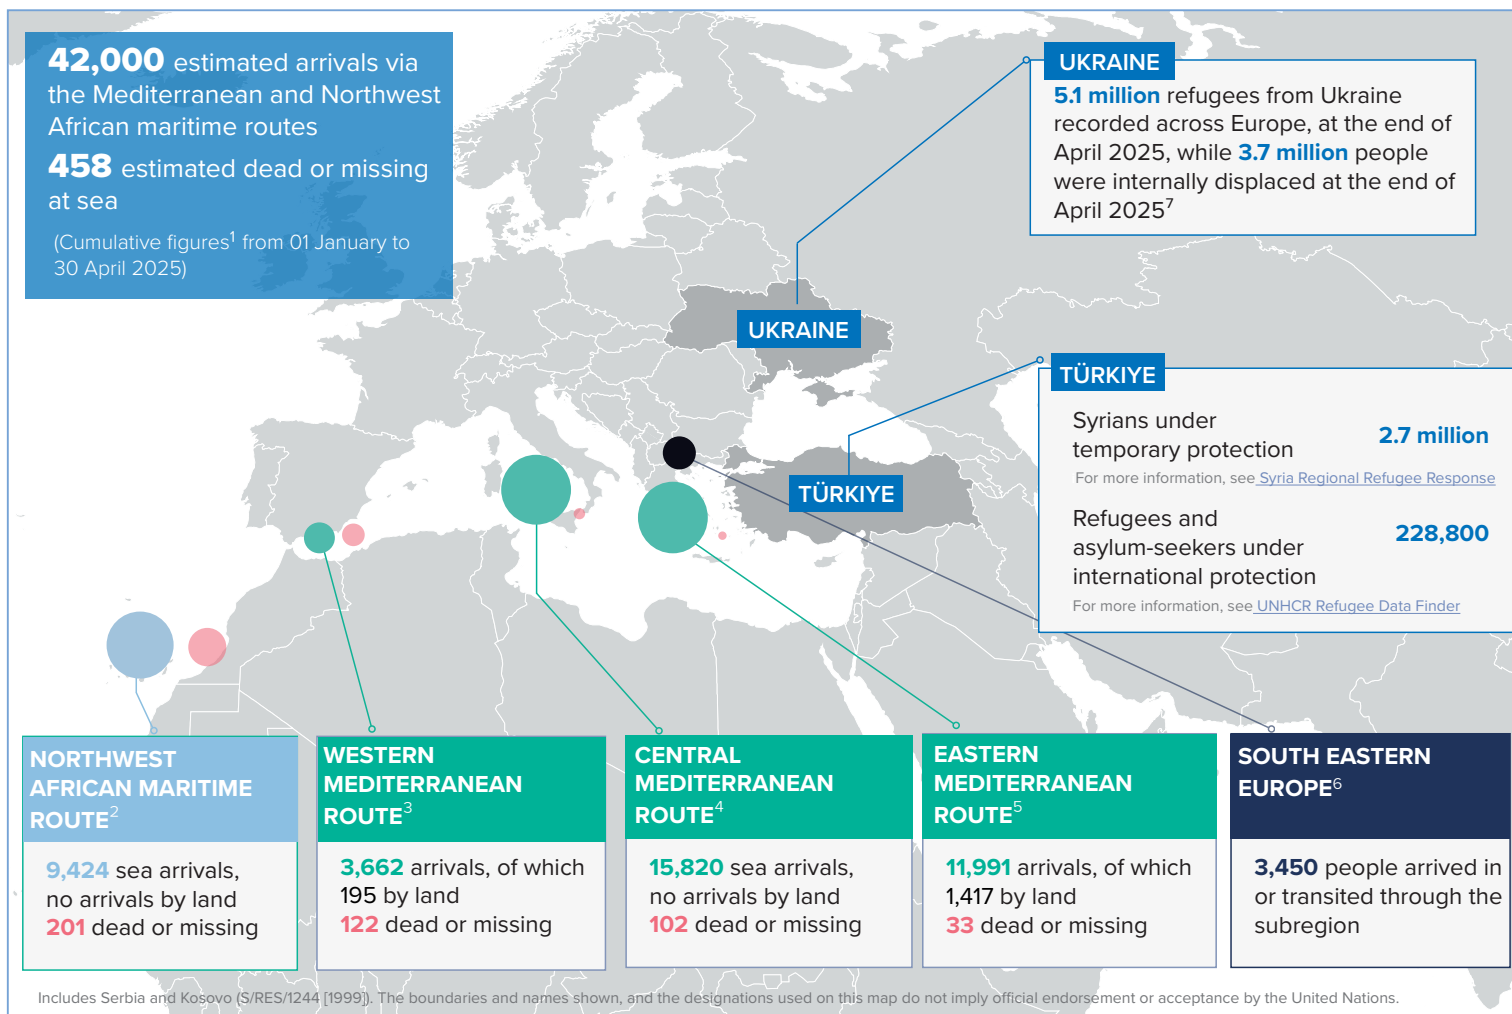 42,000 estimated arrivals via
the Mediterranean and Northwest
African maritime routes
458 estimated dead or missing
at sea
(Cumulative figures¹ from 01 January to
30 April 2025)
UKRAINE
5.1 million refugees from Ukraine
recorded across Europe, at the end of
April 2025, while 3.7 million people
were internally displaced at the end of
April 2025⁷
UKRAINE
TÜRKIYE
Syrians under
temporary protection
2.7 million
For more information, see Syria Regional Refugee Response
Refugees and
asylum-seekers under
international protection
228,800
For more information, see UNHCR Refugee Data Finder
TÜRKIYE
NORTHWEST
AFRICAN MARITIME
ROUTE²
9,424 sea arrivals,
no arrivals by land
201 dead or missing
WESTERN
MEDITERRANEAN
ROUTE³
3,662 arrivals, of which
195 by land
122 dead or missing
CENTRAL
MEDITERRANEAN
ROUTE⁴
15,820 sea arrivals,
no arrivals by land
102 dead or missing
EASTERN
MEDITERRANEAN
ROUTE⁵
11,991 arrivals, of which
1,417 by land
33 dead or missing
SOUTH EASTERN
EUROPE⁶
3,450 people arrived in
or transited through the
subregion
Includes Serbia and Kosovo (S/RES/1244 [1999]). The boundaries and names shown, and the designations used on this map do not imply official endorsement or acceptance by the United Nations.